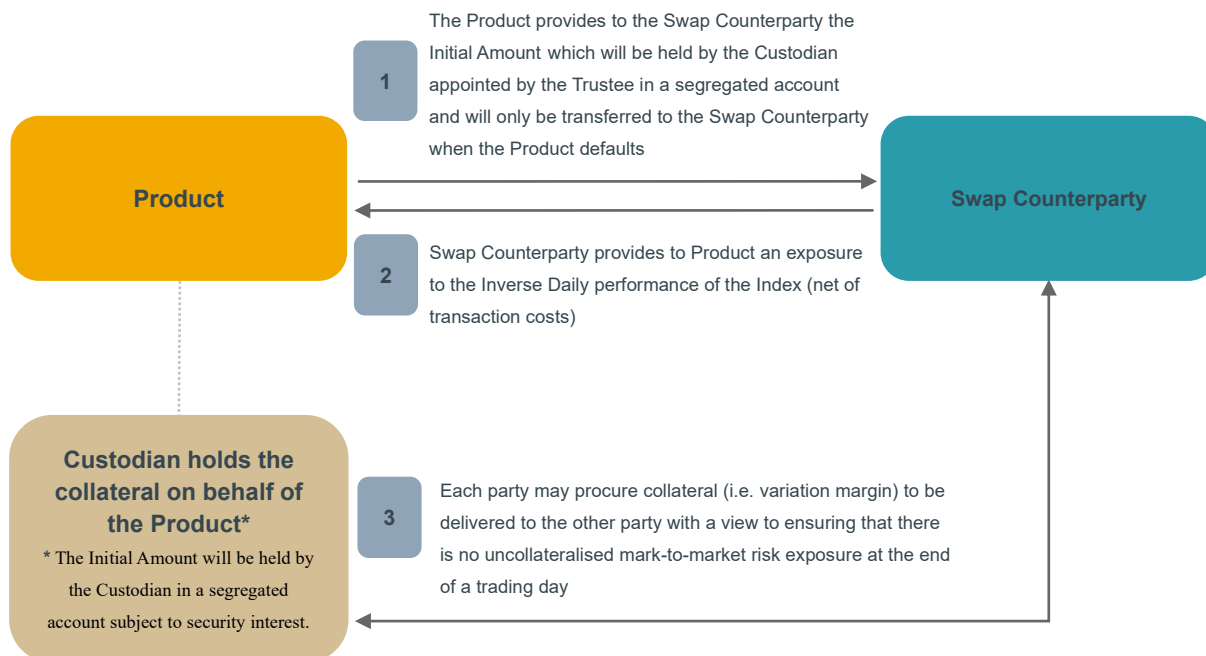 The Product provides to the Swap Counterparty the
Initial Amount which will be held by the Custodian
1
appointed by the Trustee in a segregated account
and will only be transferred to the Swap Counterparty
when the Product defaults
Product
Swap Counterparty
2
Swap Counterparty provides to Product an exposure
to the Inverse Daily performance of the Index (net of
transaction costs)
Custodian holds the
collateral on behalf of
the Product*
* The Initial Amount will be held by
the Custodian in a segregated
account subject to security interest.
3
Each party may procure collateral (i.e. variation margin) to be
delivered to the other party with a view to ensuring that there
is no uncollateralised mark-to-market risk exposure at the end
of a trading day